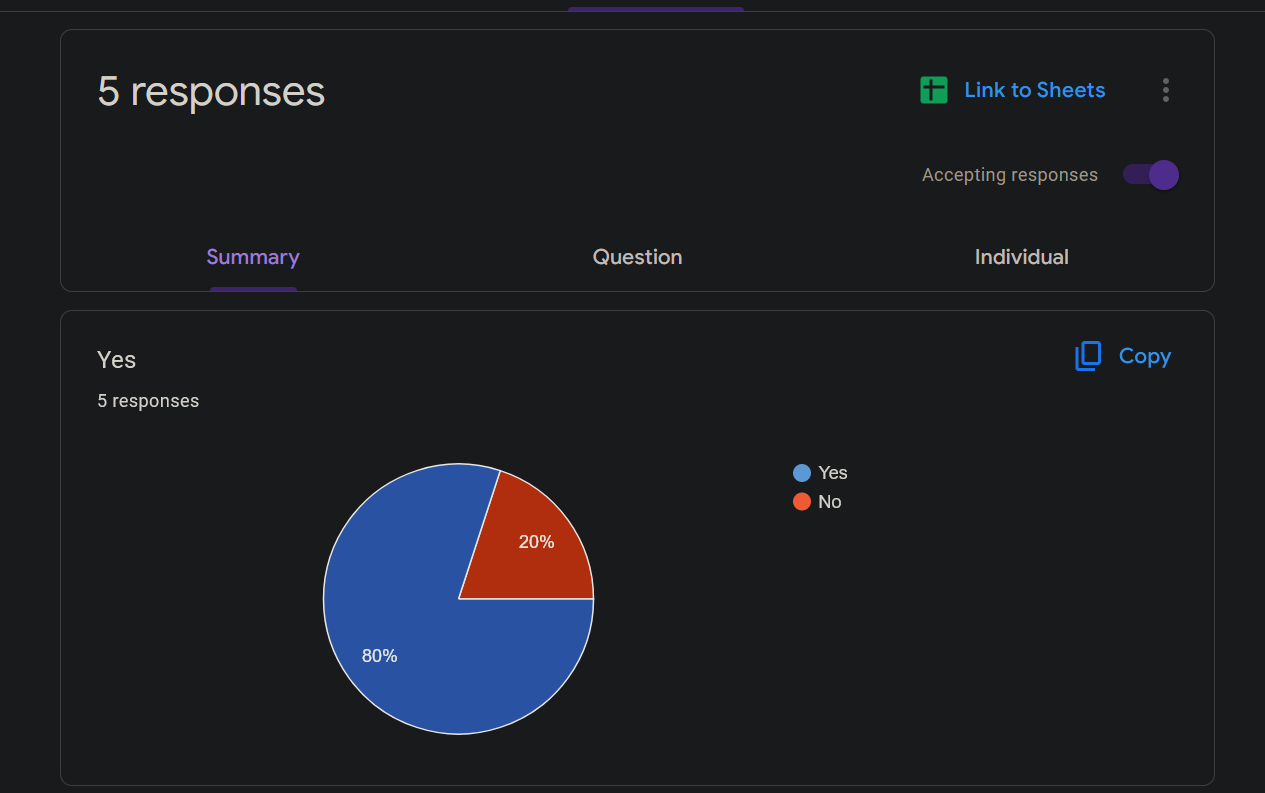 5 responses
Link to Sheets
Accepting responses
Summary
Question
Individual
Yes
Copy
5 responses
Yes
No
20%
80%